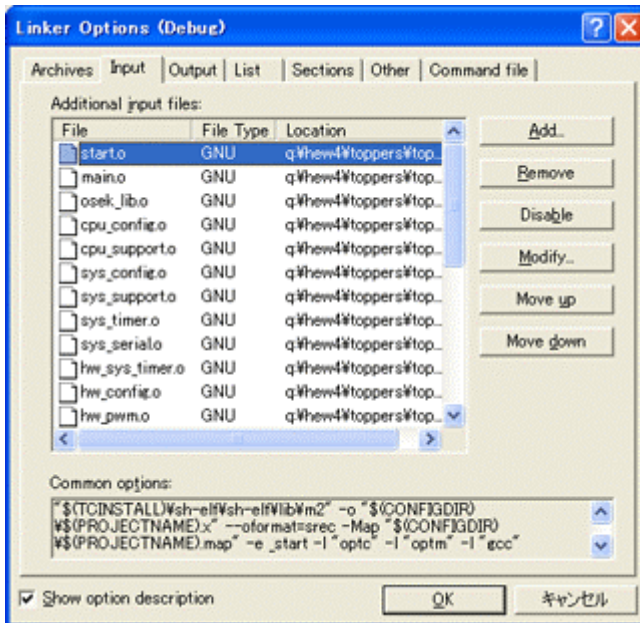 Linker Options (Debug)
Archives Input Output List Sections Other Command file
Additional input files:
File File Type Location
start.o GNU q:¥hew4¥toppers¥top...
main.o GNU q:¥hew4¥toppers¥top...
osek_lib.o GNU q:¥hew4¥toppers¥top...
cpu_config.o GNU q:¥hew4¥toppers¥top...
cpu_support.o GNU q:¥hew4¥toppers¥top...
sys_config.o GNU q:¥hew4¥toppers¥top...
sys_support.o GNU q:¥hew4¥toppers¥top...
sys_timer.o GNU q:¥hew4¥toppers¥top...
sys_serial.o GNU q:¥hew4¥toppers¥top...
hw_sys_timer.o GNU q:¥hew4¥toppers¥top...
hw_config.o GNU q:¥hew4¥toppers¥top...
hw_pwm.o GNU q:¥hew4¥toppers¥top...
Add...
Remove
Disable
Modify...
Move up
Move down
Common options:
"$(TCINSTALL)¥sh-elf¥sh-elf¥lib¥m2" -o "$(CONFIGDIR)
¥$(PROJECTNAME).x" --oformat=srec -Map "$(CONFIGDIR)
¥$(PROJECTNAME).map" -e _start -l "optc" -l "optm" -l "gcc"
Show option description
OK キャンセル